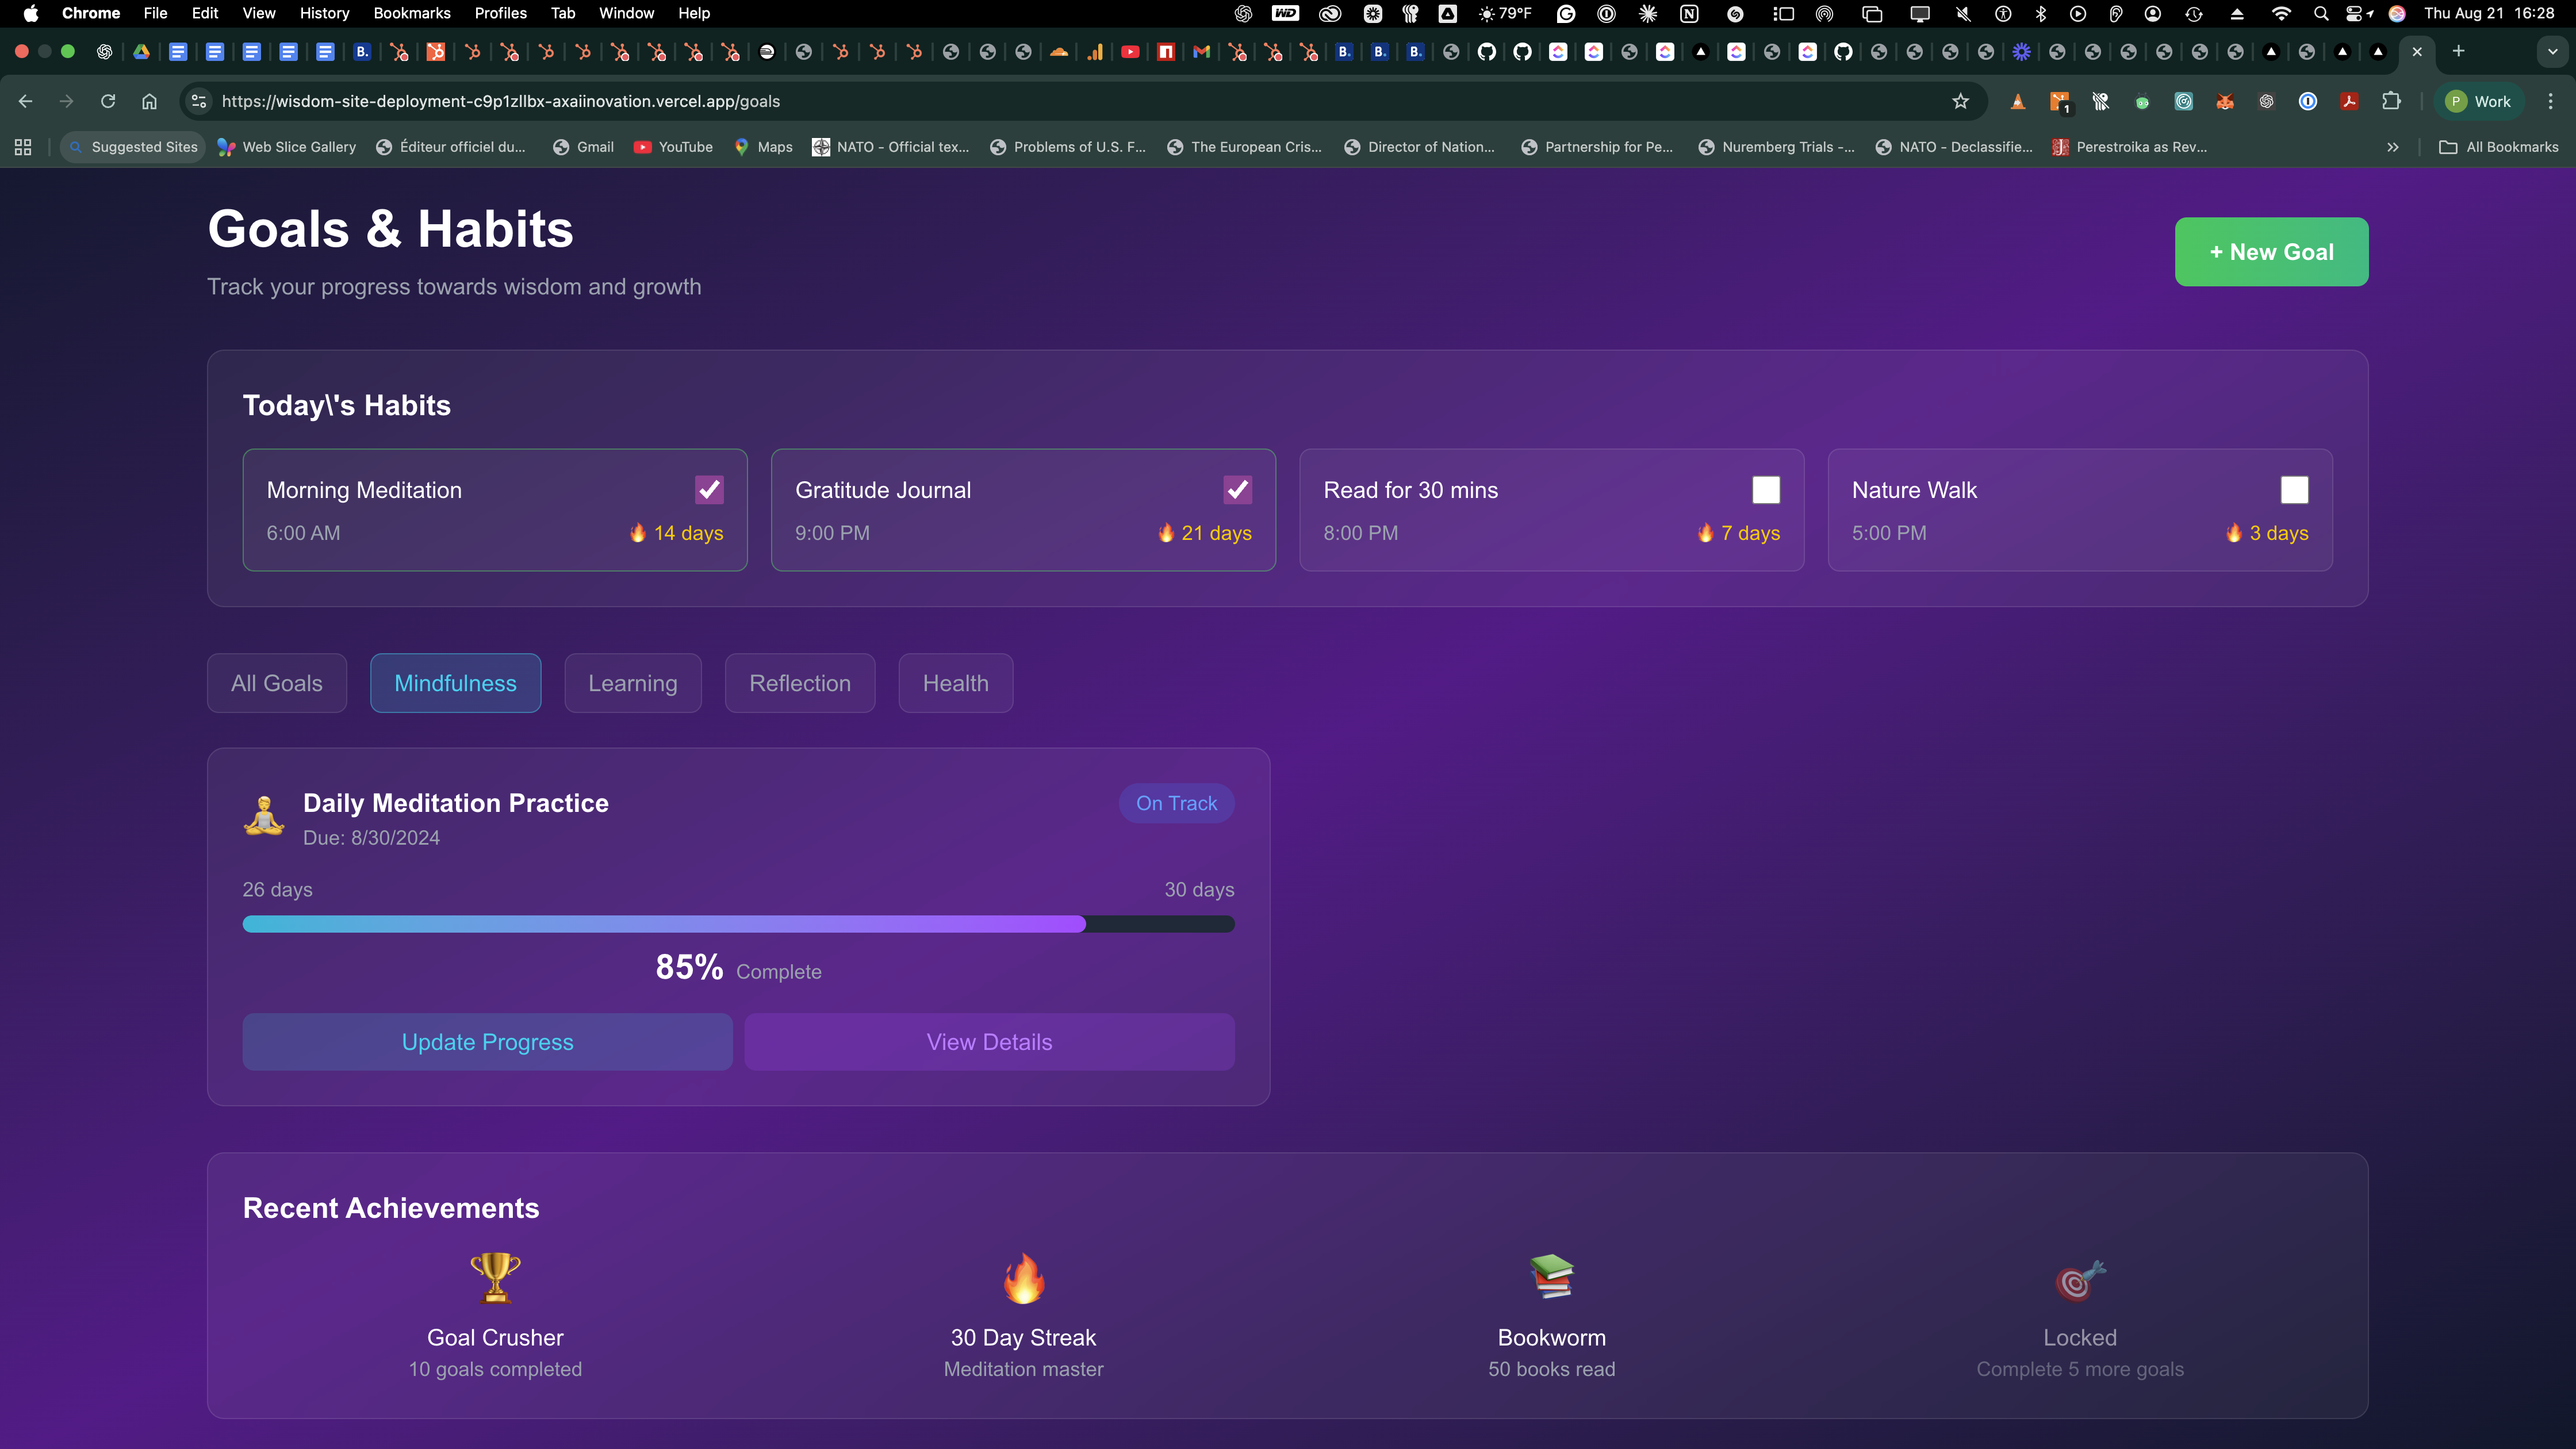 Chrome File Edit View History Bookmarks Profiles Tab Window Help 79°F Thu Aug 21 16:28
https://wisdom-site-deployment-c9p1zllbx-axaiinovation.vercel.app/goals 1 P Work
Suggested Sites Web Slice Gallery Éditeur officiel du... Gmail YouTube Maps NATO - Official tex... Problems of U.S. F... The European Cris... Director of Nation... Partnership for Pe... Nuremberg Trials -... NATO - Declassifie... Perestroika as Rev... All Bookmarks
Goals & Habits
+ New Goal
Track your progress towards wisdom and growth
Today\'s Habits
Morning Meditation
6:00 AM 🔥 14 days
Gratitude Journal
9:00 PM 🔥 21 days
Read for 30 mins
8:00 PM 🔥 7 days
Nature Walk
5:00 PM 🔥 3 days
All Goals Mindfulness Learning Reflection Health
Daily Meditation Practice On Track
Due: 8/30/2024
26 days 30 days
85% Complete
Update Progress View Details
Recent Achievements
Goal Crusher
10 goals completed
30 Day Streak
Meditation master
Bookworm
50 books read
Locked
Complete 5 more goals